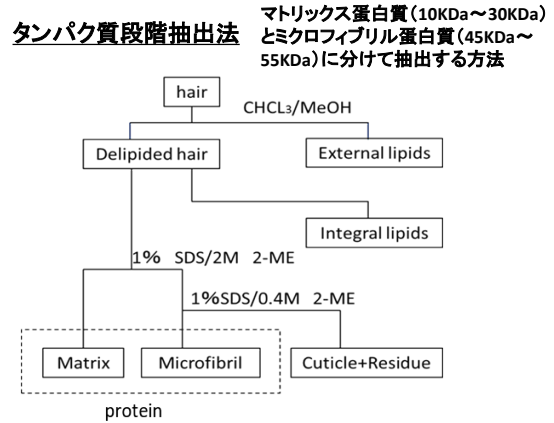 タンパク質段階抽出法
マトリックス蛋白質（10KDa～30KDa）
とミクロフィブリル蛋白質（45KDa～
55KDa）に分けて抽出する方法
hair
CHCL₃/MeOH
Delipided hair
External lipids
Integral lipids
1% SDS/2M 2-ME
1%SDS/0.4M 2-ME
Matrix
Microfibril
Cuticle+Residue
protein